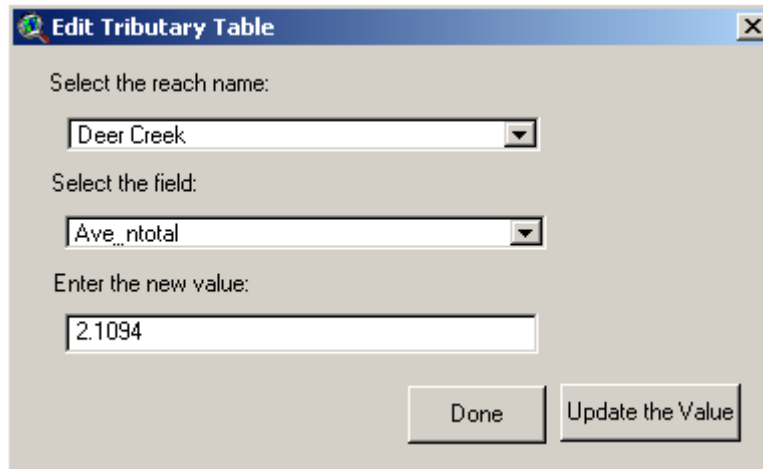 Edit Tributary Table
Select the reach name:
Deer Creek
Select the field:
Ave_ntotal
Enter the new value:
2.1094
Done
Update the Value